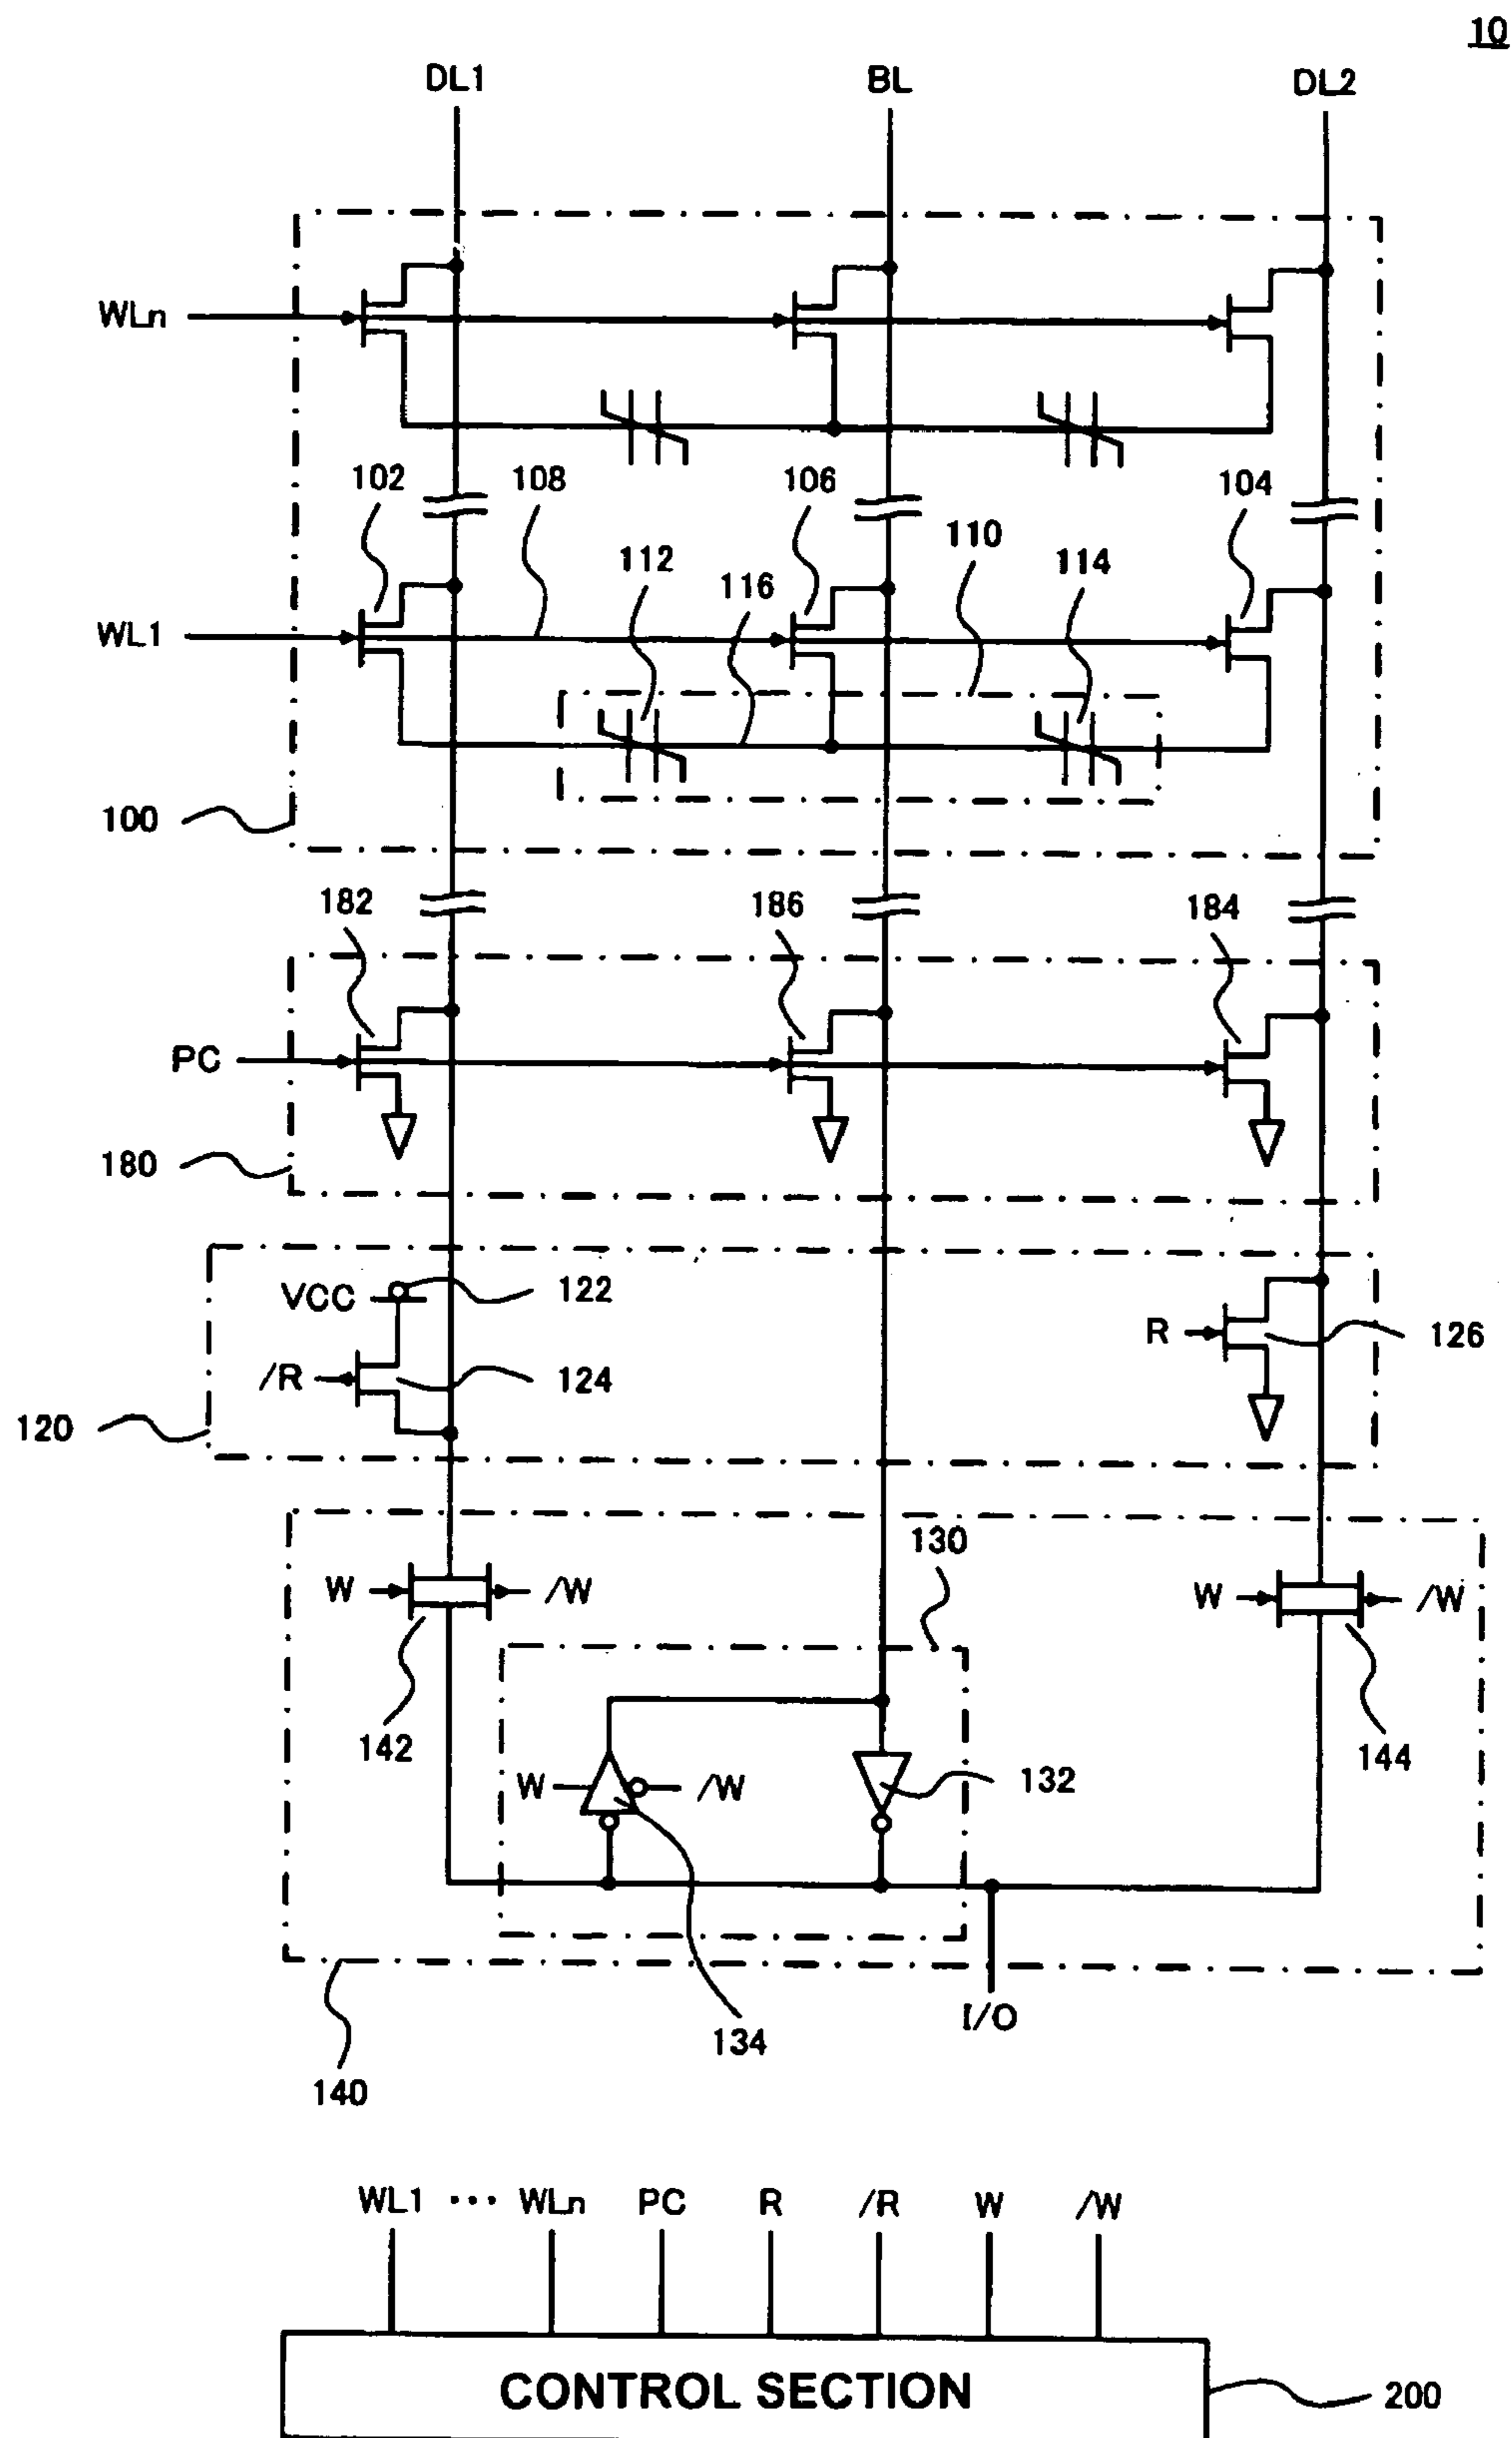 10
DL1 BL DL2
WLn
102 108 106 104
112 116 110 114
WL1
100
182 186 184
PC
180
VCC 122
/R 124
R 126
120
130
W /W
W /W
142
144
W /W
132
134
I/O
140
WL1 ··· WLn PC R /R W /W
CONTROL SECTION
200